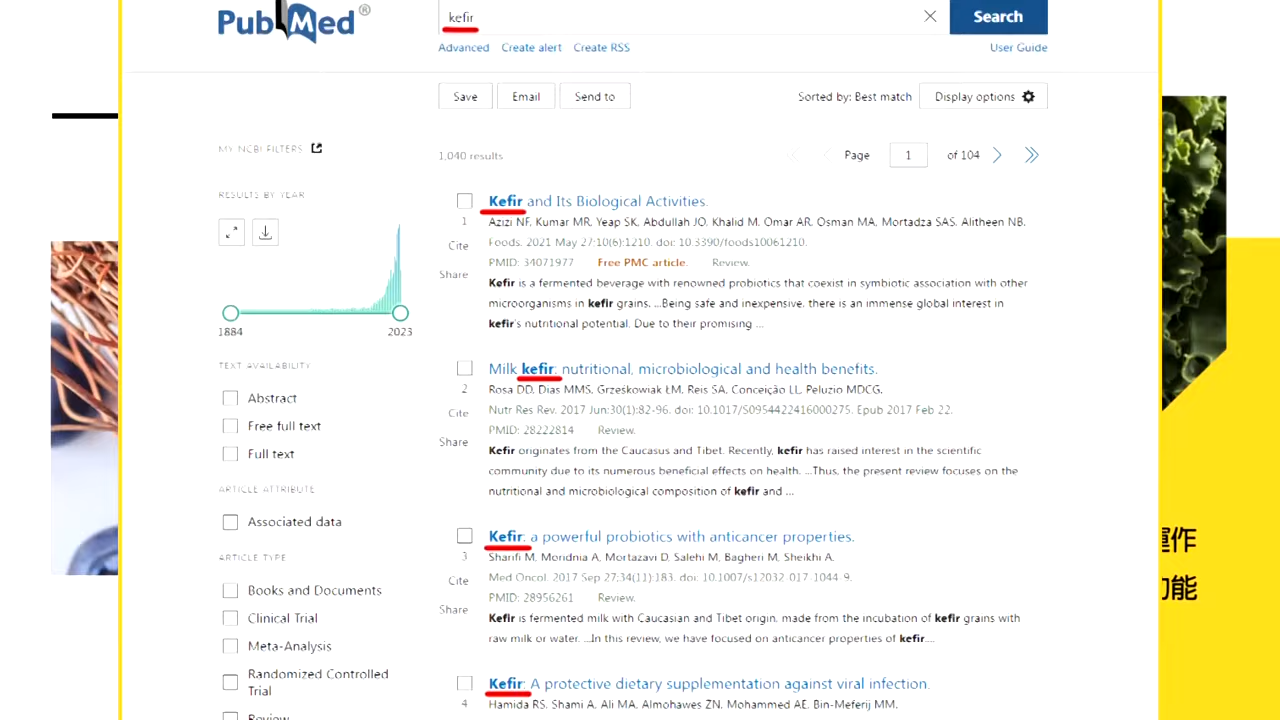 PubMed®
kefir
Search
Advanced Create alert Create RSS
User Guide
Save Email Send to
Sorted by: Best match Display options
MY NCBI FILTERS
1,040 results
Page 1 of 104
RESULTS BY YEAR
1884 2023
TEXT AVAILABILITY
Abstract
Free full text
Full text
ARTICLE ATTRIBUTE
Associated data
ARTICLE TYPE
Books and Documents
Clinical Trial
Meta-Analysis
Randomized Controlled
Trial
Review
Kefir and Its Biological Activities.
1
Azizi NF, Kumar MR, Yeap SK, Abdullah JO, Khalid M, Omar AR, Osman MA, Mortadza SAS, Alitheen NB.
Cite
Foods. 2021 May 27;10(6):1210. doi: 10.3390/foods10061210.
PMID: 34071977 Free PMC article. Review.
Share
Kefir is a fermented beverage with renowned probiotics that coexist in symbiotic association with other
microorganisms in kefir grains. ...Being safe and inexpensive, there is an immense global interest in
kefir's nutritional potential. Due to their promising ...
Milk kefir: nutritional, microbiological and health benefits.
2
Rosa DD, Dias MMS, Grześkowiak ŁM, Reis SA, Conceição LL, Peluzio MDCG.
Cite
Nutr Res Rev. 2017 Jun;30(1):82-96. doi: 10.1017/S0954422416000275. Epub 2017 Feb 22.
PMID: 28222814 Review.
Share
Kefir originates from the Caucasus and Tibet. Recently, kefir has raised interest in the scientific
community due to its numerous beneficial effects on health. ...Thus, the present review focuses on the
nutritional and microbiological composition of kefir and ...
Kefir: a powerful probiotics with anticancer properties.
3
Sharifi M, Moridnia A, Mortazavi D, Salehi M, Bagheri M, Sheikhi A.
Cite
Med Oncol. 2017 Sep 27;34(11):183. doi: 10.1007/s12032-017-1044-9.
PMID: 28956261 Review.
Share
Kefir is fermented milk with Caucasian and Tibet origin, made from the incubation of kefir grains with
raw milk or water. ...In this review, we have focused on anticancer properties of kefir....
Kefir: A protective dietary supplementation against viral infection.
4
Hamida RS, Shami A, Ali MA, Almohawes ZN, Mohammed AE, Bin-Meferij MM.
作
能